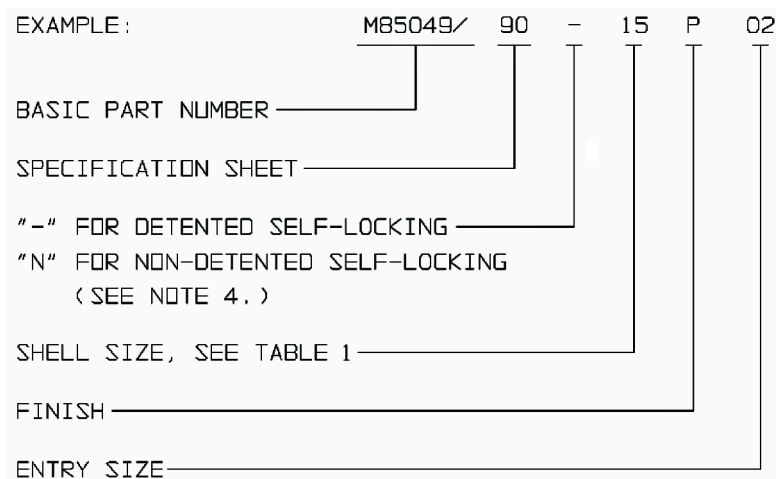 EXAMPLE: M85049/ 90 - 15 P 02
BASIC PART NUMBER
SPECIFICATION SHEET
"-" FOR DETENTED SELF-LOCKING
"N" FOR NON-DETENTED SELF-LOCKING
(SEE NOTE 4.)
SHELL SIZE, SEE TABLE 1
FINISH
ENTRY SIZE